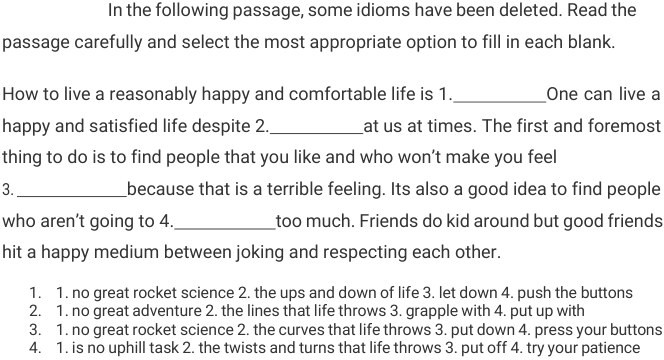 In the following passage, some idioms have been deleted. Read the
passage carefully and select the most appropriate option to fill in each blank.
How to live a reasonably happy and comfortable life is 1.__________One can live a
happy and satisfied life despite 2.__________at us at times. The first and foremost
thing to do is to find people that you like and who won’t make you feel
3.____________because that is a terrible feeling. Its also a good idea to find people
who aren’t going to 4.___________too much. Friends do kid around but good friends
hit a happy medium between joking and respecting each other.
1. 1. no great rocket science 2. the ups and down of life 3. let down 4. push the buttons
2. 1. no great adventure 2. the lines that life throws 3. grapple with 4. put up with
3. 1. no great rocket science 2. the curves that life throws 3. put down 4. press your buttons
4. 1. is no uphill task 2. the twists and turns that life throws 3. put off 4. try your patience